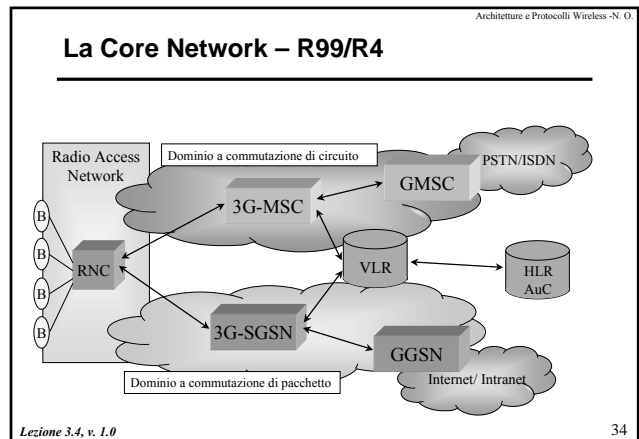 Architetture e Protocolli Wireless -N. O.
La Core Network – R99/R4
Radio Access
Network
Dominio a commutazione di circuito
PSTN/ISDN
GMSC
3G-MSC
B
B
B
B
RNC
VLR
HLR
AuC
3G-SGSN
GGSN
Internet/ Intranet
Dominio a commutazione di pacchetto
Lezione 3.4, v. 1.0
34